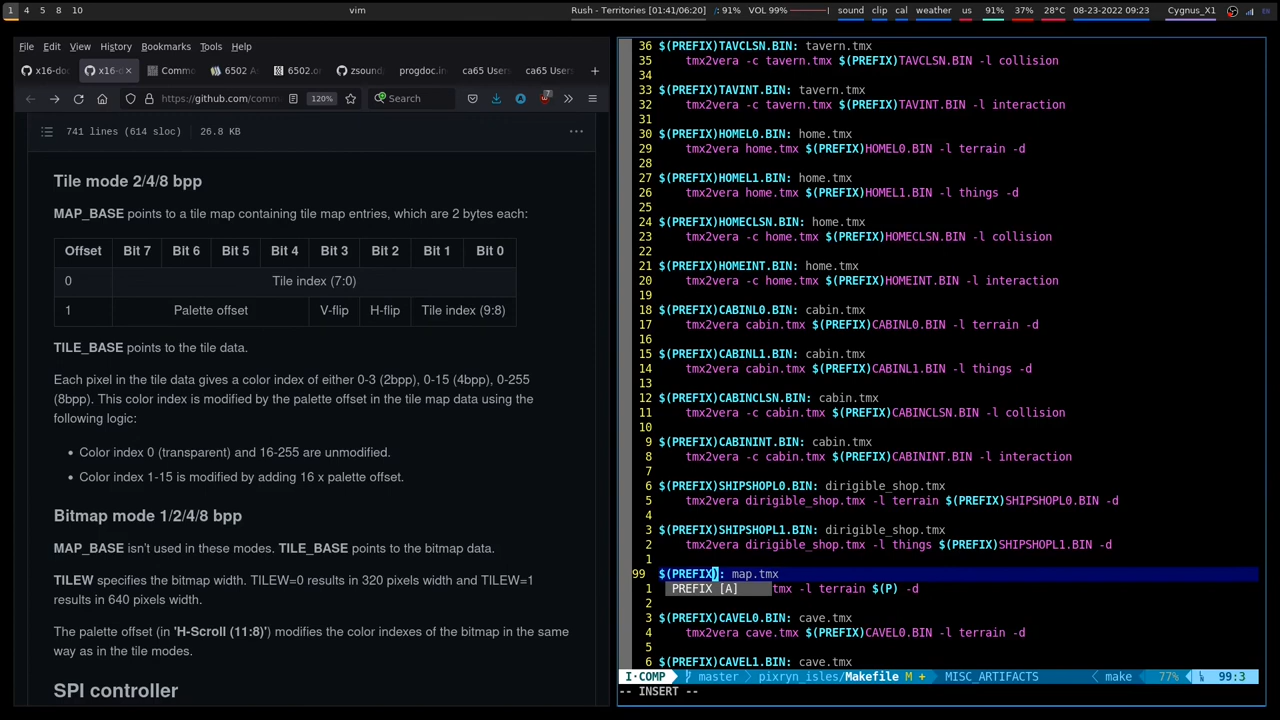 1 4 5 8 10 vim Rush - Territories [01:41/06:20] 91% VOL 99% sound clip cal weather us 91% 37% 28°C 08-23-2022 09:23 Cygnus_X1
File Edit View History Bookmarks Tools Help
x16-do x16-o Comm 6502 A 6502.or zsound progdoc.in ca65 Users ca65 Users
https://github.com/comm 120% Search
741 lines (614 sloc) 26.8 KB
Tile mode 2/4/8 bpp
MAP_BASE points to a tile map containing tile map entries, which are 2 bytes each:
Offset Bit 7 Bit 6 Bit 5 Bit 4 Bit 3 Bit 2 Bit 1 Bit 0
0 Tile index (7:0)
1 Palette offset V-flip H-flip Tile index (9:8)
TILE_BASE points to the tile data.
Each pixel in the tile data gives a color index of either 0-3 (2bpp), 0-15 (4bpp), 0-255
(8bpp). This color index is modified by the palette offset in the tile map data using the
following logic:
• Color index 0 (transparent) and 16-255 are unmodified.
• Color index 1-15 is modified by adding 16 x palette offset.
Bitmap mode 1/2/4/8 bpp
MAP_BASE isn't used in these modes. TILE_BASE points to the bitmap data.
TILEW specifies the bitmap width. TILEW=0 results in 320 pixels width and TILEW=1
results in 640 pixels width.
The palette offset (in 'H-Scroll (11:8)') modifies the color indexes of the bitmap in the same
way as in the tile modes.
SPI controller
36 $(PREFIX)TAVCLSN.BIN: tavern.tmx
35 tmx2vera -c tavern.tmx $(PREFIX)TAVCLSN.BIN -l collision
34
33 $(PREFIX)TAVINT.BIN: tavern.tmx
32 tmx2vera -c tavern.tmx $(PREFIX)TAVINT.BIN -l interaction
31
30 $(PREFIX)HOMEL0.BIN: home.tmx
29 tmx2vera home.tmx $(PREFIX)HOMEL0.BIN -l terrain -d
28
27 $(PREFIX)HOMEL1.BIN: home.tmx
26 tmx2vera home.tmx $(PREFIX)HOMEL1.BIN -l things -d
25
24 $(PREFIX)HOMECLSN.BIN: home.tmx
23 tmx2vera -c home.tmx $(PREFIX)HOMECLSN.BIN -l collision
22
21 $(PREFIX)HOMEINT.BIN: home.tmx
20 tmx2vera -c home.tmx $(PREFIX)HOMEINT.BIN -l interaction
19
18 $(PREFIX)CABINL0.BIN: cabin.tmx
17 tmx2vera cabin.tmx $(PREFIX)CABINL0.BIN -l terrain -d
16
15 $(PREFIX)CABINL1.BIN: cabin.tmx
14 tmx2vera cabin.tmx $(PREFIX)CABINL1.BIN -l things -d
13
12 $(PREFIX)CABINCLSN.BIN: cabin.tmx
11 tmx2vera -c cabin.tmx $(PREFIX)CABINCLSN.BIN -l collision
10
9 $(PREFIX)CABININT.BIN: cabin.tmx
8 tmx2vera -c cabin.tmx $(PREFIX)CABININT.BIN -l interaction
7
6 $(PREFIX)SHIPSHOPL0.BIN: dirigible_shop.tmx
5 tmx2vera dirigible_shop.tmx -l terrain $(PREFIX)SHIPSHOPL0.BIN -d
4
3 $(PREFIX)SHIPSHOPL1.BIN: dirigible_shop.tmx
2 tmx2vera dirigible_shop.tmx -l things $(PREFIX)SHIPSHOPL1.BIN -d
1
99 $(PREFIX): map.tmx
1 PREFIX [A] tmx -l terrain $(P) -d
2
3 $(PREFIX)CAVEL0.BIN: cave.tmx
4 tmx2vera cave.tmx $(PREFIX)CAVEL0.BIN -l terrain -d
5
6 $(PREFIX)CAVEL1.BIN: cave.tmx
I·COMP master pixryn_isles/Makefile M + MISC_ARTIFACTS make 77% 99:3
-- INSERT --